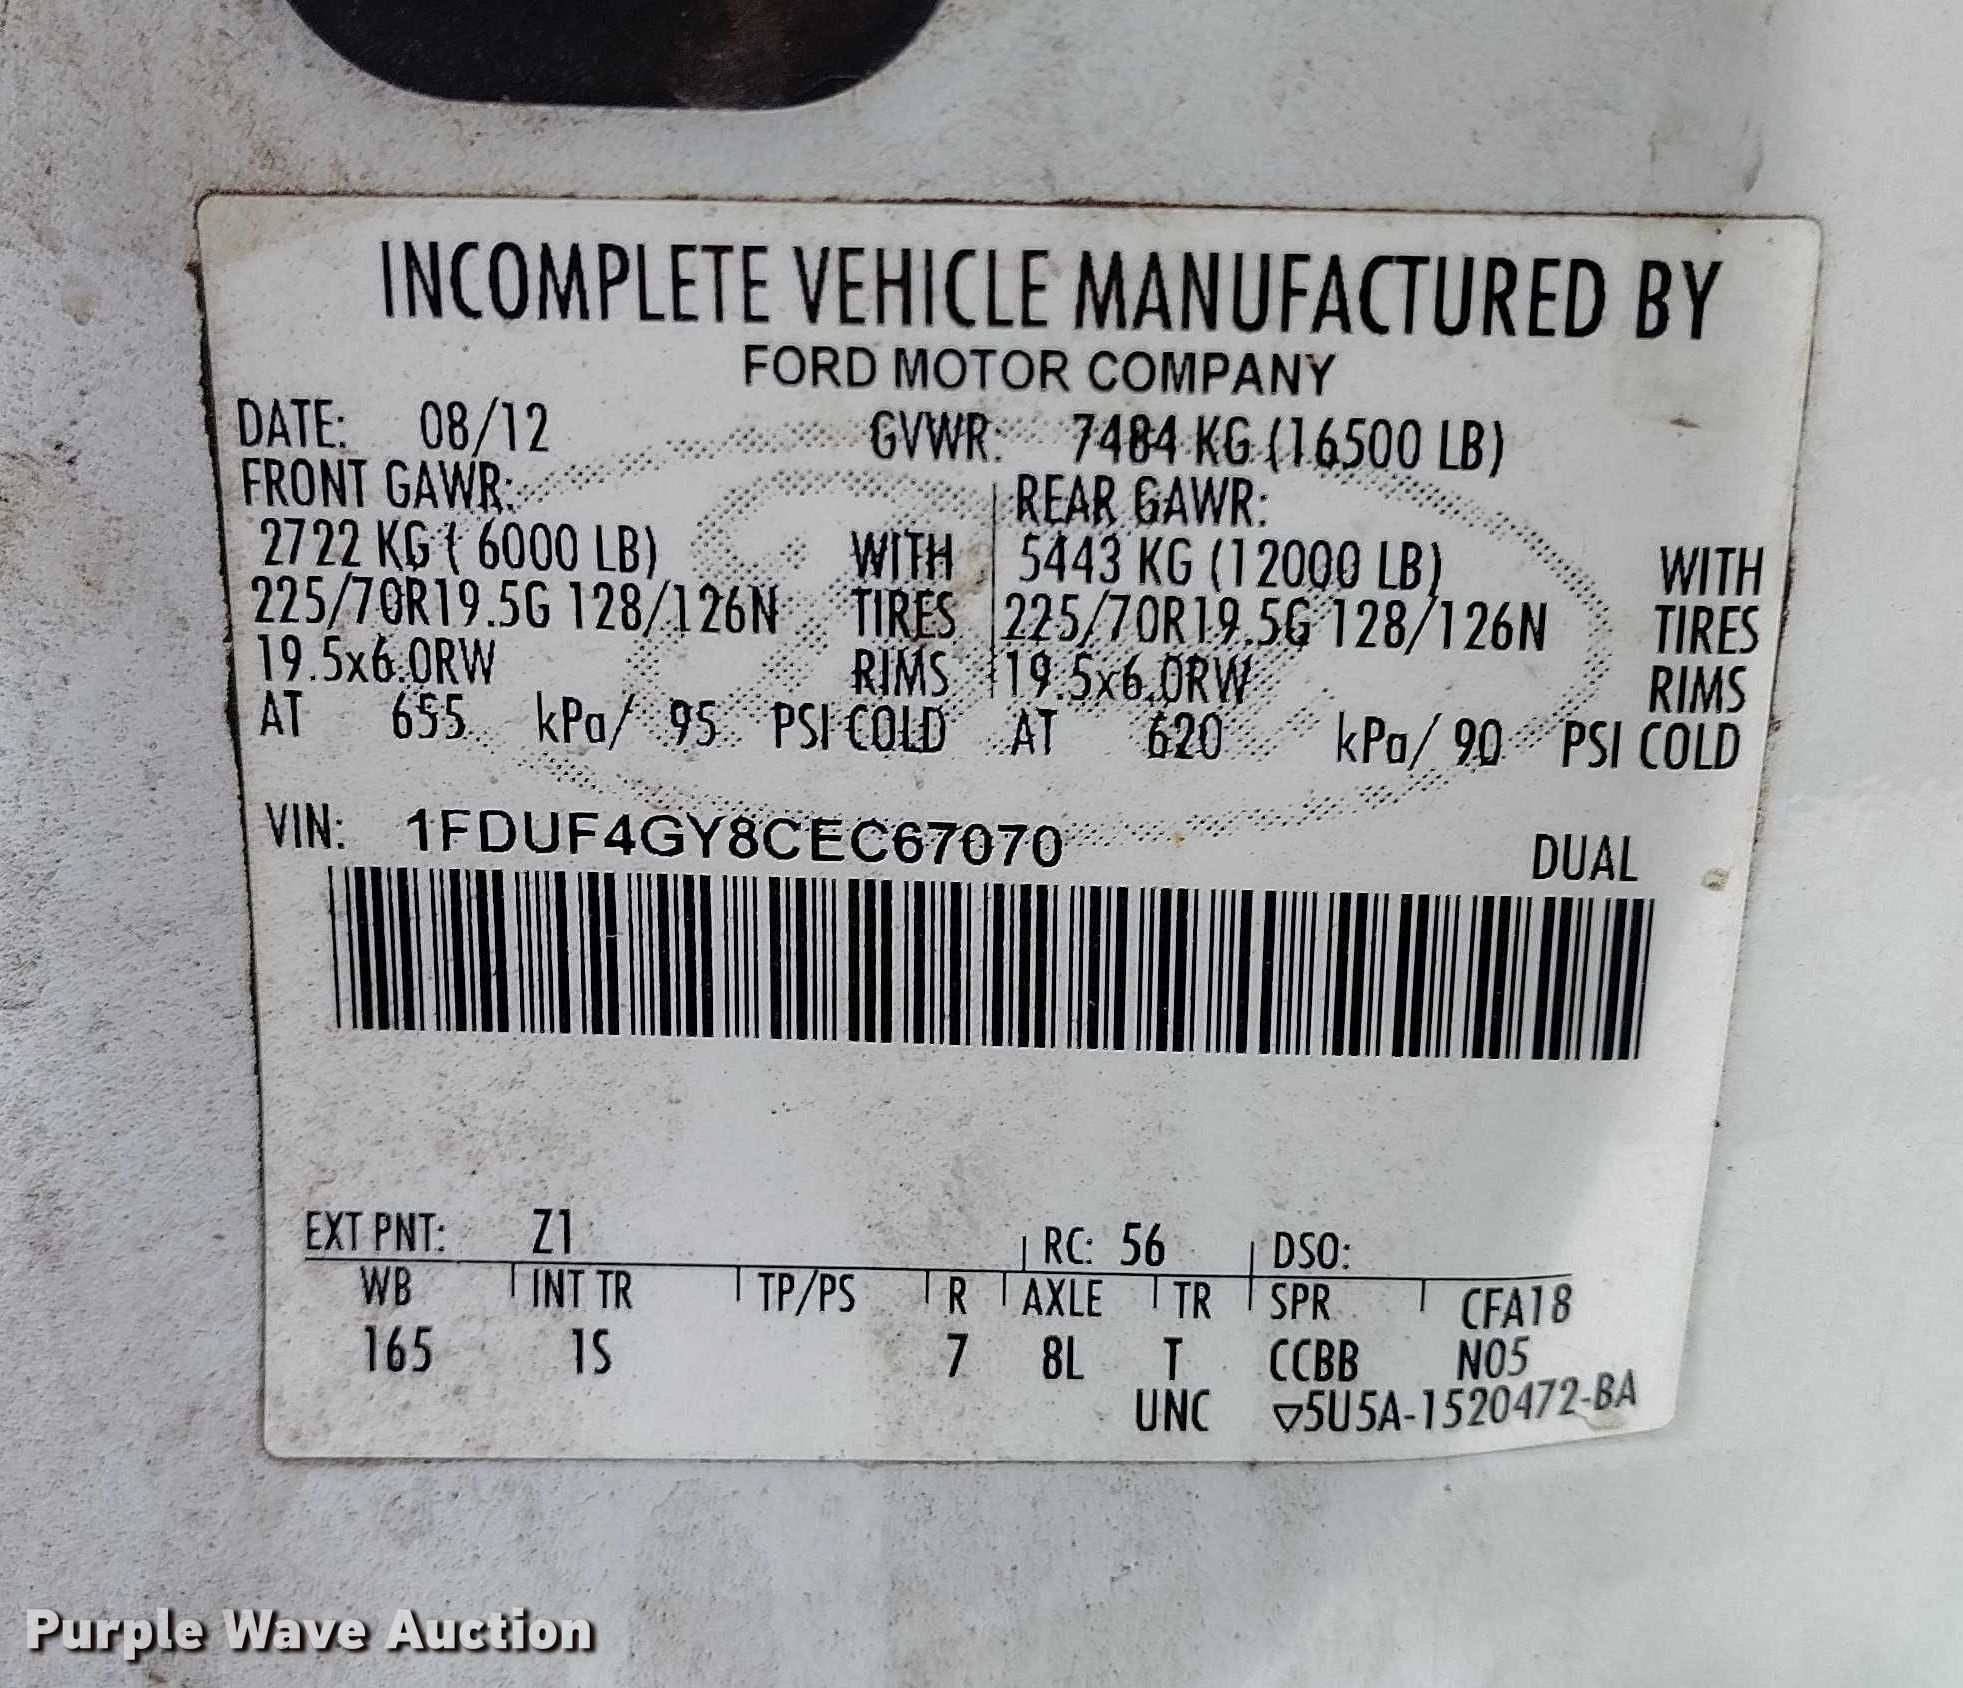 INCOMPLETE VEHICLE MANUFACTURED BY
FORD MOTOR COMPANY
DATE: 08/12 GVWR: 7484 KG (16500 LB)
FRONT GAWR: REAR GAWR:
2722 KG ( 6000 LB) WITH 5443 KG (12000 LB) WITH
225/70R19.5G 128/126N TIRES 225/70R19.5G 128/126N TIRES
19.5x6.0RW RIMS 19.5x6.0RW RIMS
AT 655 kPa/ 95 PSI COLD AT 620 kPa/ 90 PSI COLD
VIN: 1FDUF4GY8CEC67070 DUAL
EXT PNT: Z1 RC: 56 DSO:
WB INT TR TP/PS R AXLE TR SPR CFA18
165 1S 7 8L T CCBB N05
UNC ▽5U5A-1520472-BA
Purple Wave Auction